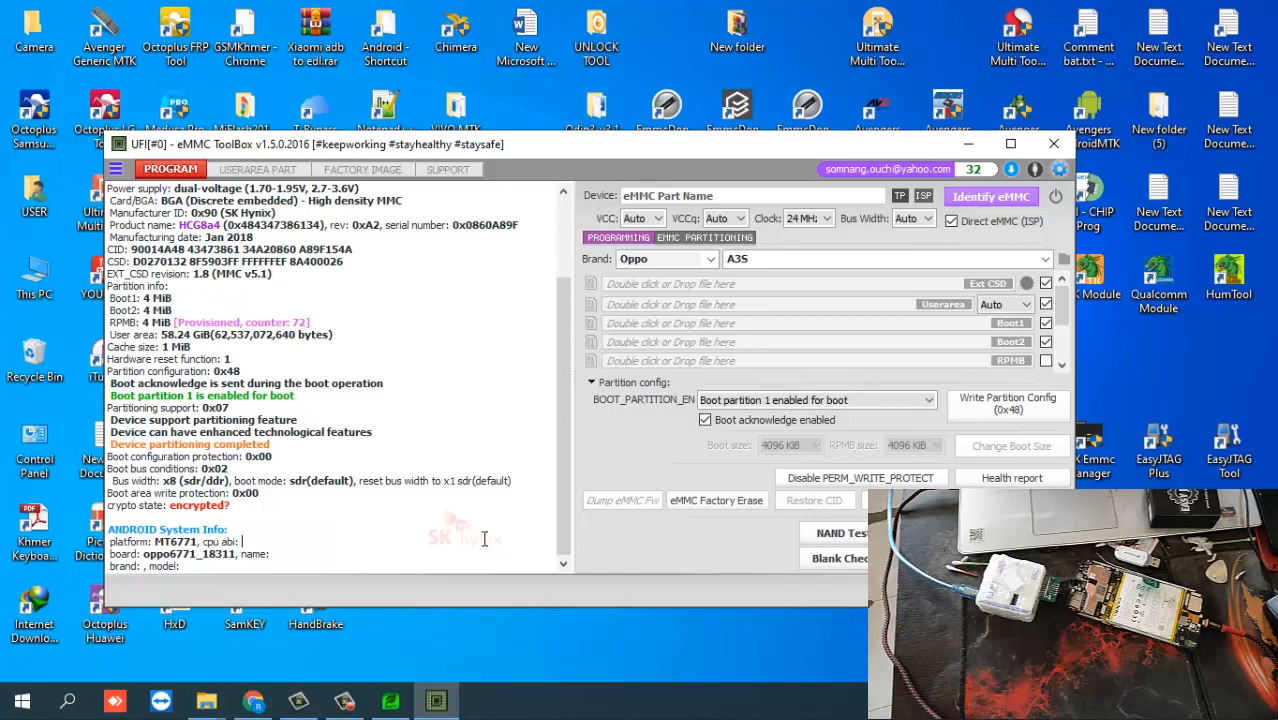 Camera
Avenger Generic MTK
Octoplus FRP Tool
GSMKhmer - Chrome
Xiaomi adb to edl.rar
Android - Shortcut
Chimera
New Microsoft ...
UNLOCK TOOL
New folder
Ultimate Multi Too...
Ultimate Multi Too...
Comment bat.txt - ...
New Text Docume...
New Text Docume...
Octoplus Samsu...
UFI[#0] - eMMC ToolBox v1.5.0.2016 [#keepworking #stayhealthy #staysafe]
PROGRAM
USERAREA PART
FACTORY IMAGE
SUPPORT
somnang.ouch@yahoo.com
32
Power supply: dual-voltage (1.70-1.95V, 2.7-3.6V)
Card/BGA: BGA (Discrete embedded) - High density MMC
Manufacturer ID: 0x90 (SK Hynix)
Product name: HCG8a4 (0x484347386134), rev: 0xA2, serial number: 0x0860A89F
Manufacturing date: Jan 2018
CID: 90014A48 43473861 34A20860 A89F154A
CSD: D0270132 8F5903FF FFFFFFEF 8A400026
EXT_CSD revision: 1.8 (MMC v5.1)
Partition info:
Boot1: 4 MiB
Boot2: 4 MiB
RPMB: 4 MiB [Provisioned, counter: 72]
User area: 58.24 GiB(62,537,072,640 bytes)
Cache size: 1 MiB
Hardware reset function: 1
Partition configuration: 0x48
Boot acknowledge is sent during the boot operation
Boot partition 1 is enabled for boot
Partitioning support: 0x07
Device support partitioning feature
Device can have enhanced technological features
Device partitioning completed
Boot configuration protection: 0x00
Boot bus conditions: 0x02
Bus width: x8 (sdr/ddr), boot mode: sdr(default), reset bus width to x1 sdr(default)
Boot area write protection: 0x00
crypto state: encrypted?
ANDROID System Info:
platform: MT6771, cpu abi:
board: oppo6771_18311, name:
brand: , model:
SK hynix
Device:
eMMC Part Name
TP
ISP
Identify eMMC
VCC:
Auto
VCCq:
Auto
Clock:
24 MHz
Bus Width:
Auto
Direct eMMC (ISP)
PROGRAMMING
EMMC PARTITIONING
Brand:
Oppo
A3S
Double click or Drop file here
Ext CSD
Double click or Drop file here
Userarea
Auto
Double click or Drop file here
Boot1
Double click or Drop file here
Boot2
Double click or Drop file here
RPMB
Partition config:
BOOT_PARTITION_EN
Boot partition 1 enabled for boot
Write Partition Config (0x48)
Boot acknowledge enabled
Boot size:
4096 KiB
RPMB size:
4096 KiB
Change Boot Size
Disable PERM_WRITE_PROTECT
Health report
Dump eMMC Fw
eMMC Factory Erase
Restore CID
NAND Test
Blank Chec
USER
This PC
Recycle Bin
Control Panel
Khmer Keyboa...
Internet Downlo...
Octoplus Huawei
HxD
SamKEY
HandBrake
New folder (5)
New Text Docume...
Qualcomm Module
HumTool
EasyJTAG Plus
EasyJTAG Tool